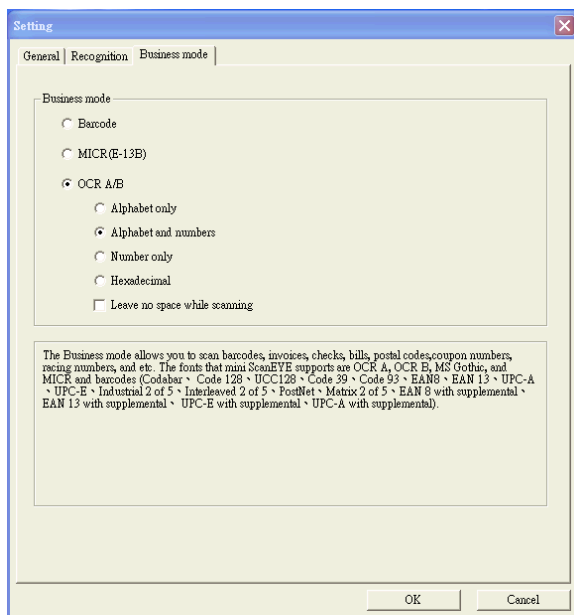 Setting
General Recognition Business mode
Business mode
Barcode
MICR(E-13B)
OCR A/B
Alphabet only
Alphabet and numbers
Number only
Hexadecimal
Leave no space while scanning
The Business mode allows you to scan barcodes, invoices, checks, bills, postal codes,coupon numbers,
racing numbers, and etc. The fonts that mini ScanEYE supports are OCR A, OCR B, MS Gothic, and
MICR and barcodes (Codabar、 Code 128、UCC128、Code 39、Code 93、EAN8、EAN 13、UPC-A
、UPC-E、Industrial 2 of 5、Interleaved 2 of 5、PostNet、Matrix 2 of 5、EAN 8 with supplemental、
EAN 13 with supplemental、 UPC-E with supplemental、UPC-A with supplemental).
OK Cancel